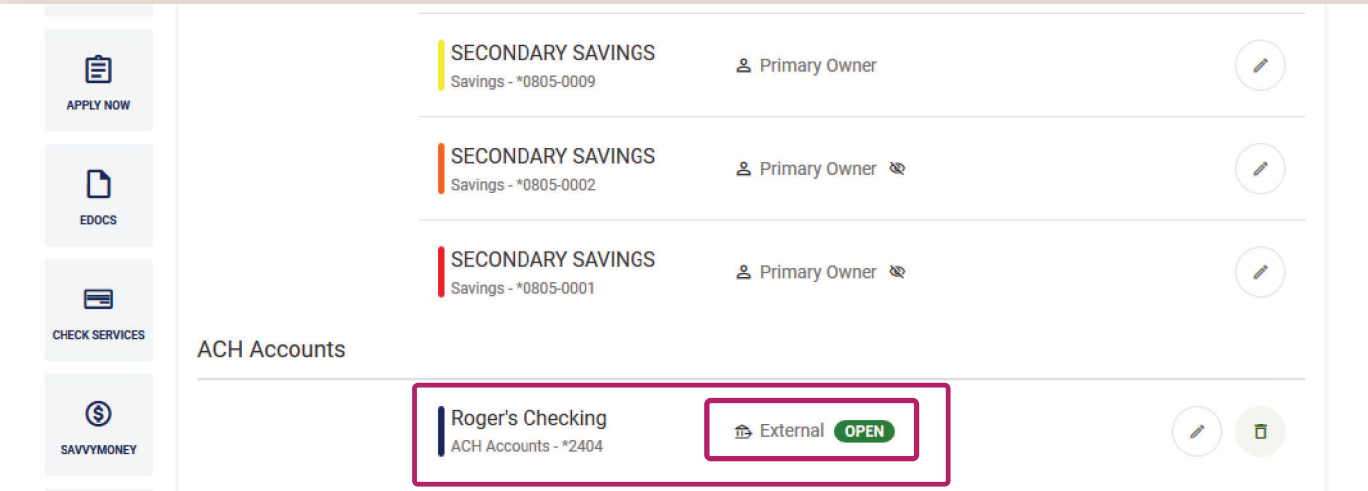 APPLY NOW
EDOCS
CHECK SERVICES
SAVVYMONEY
SECONDARY SAVINGS
Savings - *0805-0009
Primary Owner
SECONDARY SAVINGS
Savings - *0805-0002
Primary Owner
SECONDARY SAVINGS
Savings - *0805-0001
Primary Owner
ACH Accounts
Roger's Checking
ACH Accounts - *2404
External OPEN